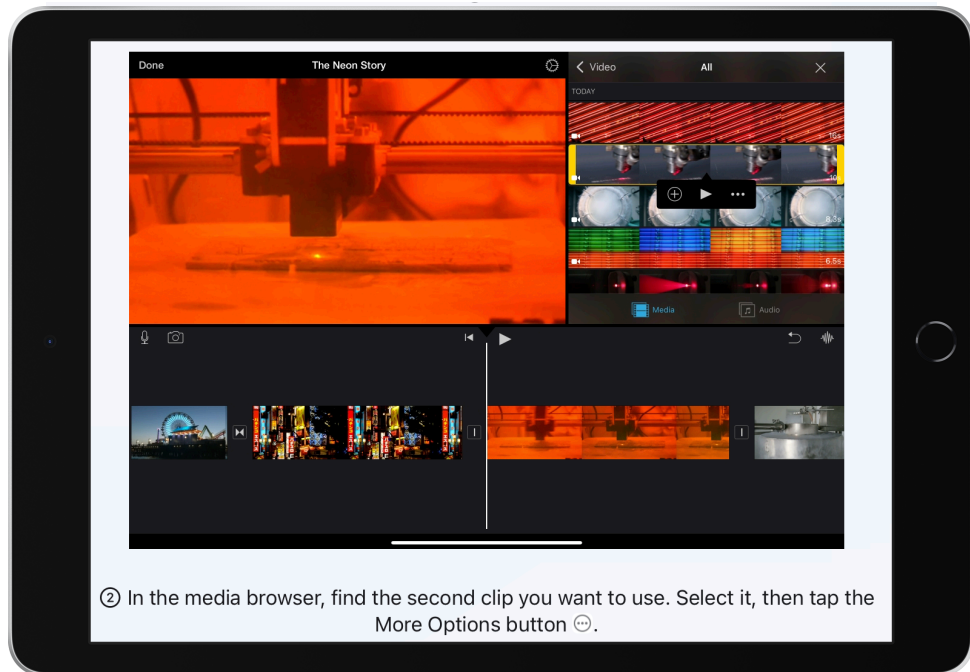 Done
The Neon Story
Video
All
TODAY
16s
10s
8.3s
6.5s
Media
Audio
② In the media browser, find the second clip you want to use. Select it, then tap the
More Options button ⊙.